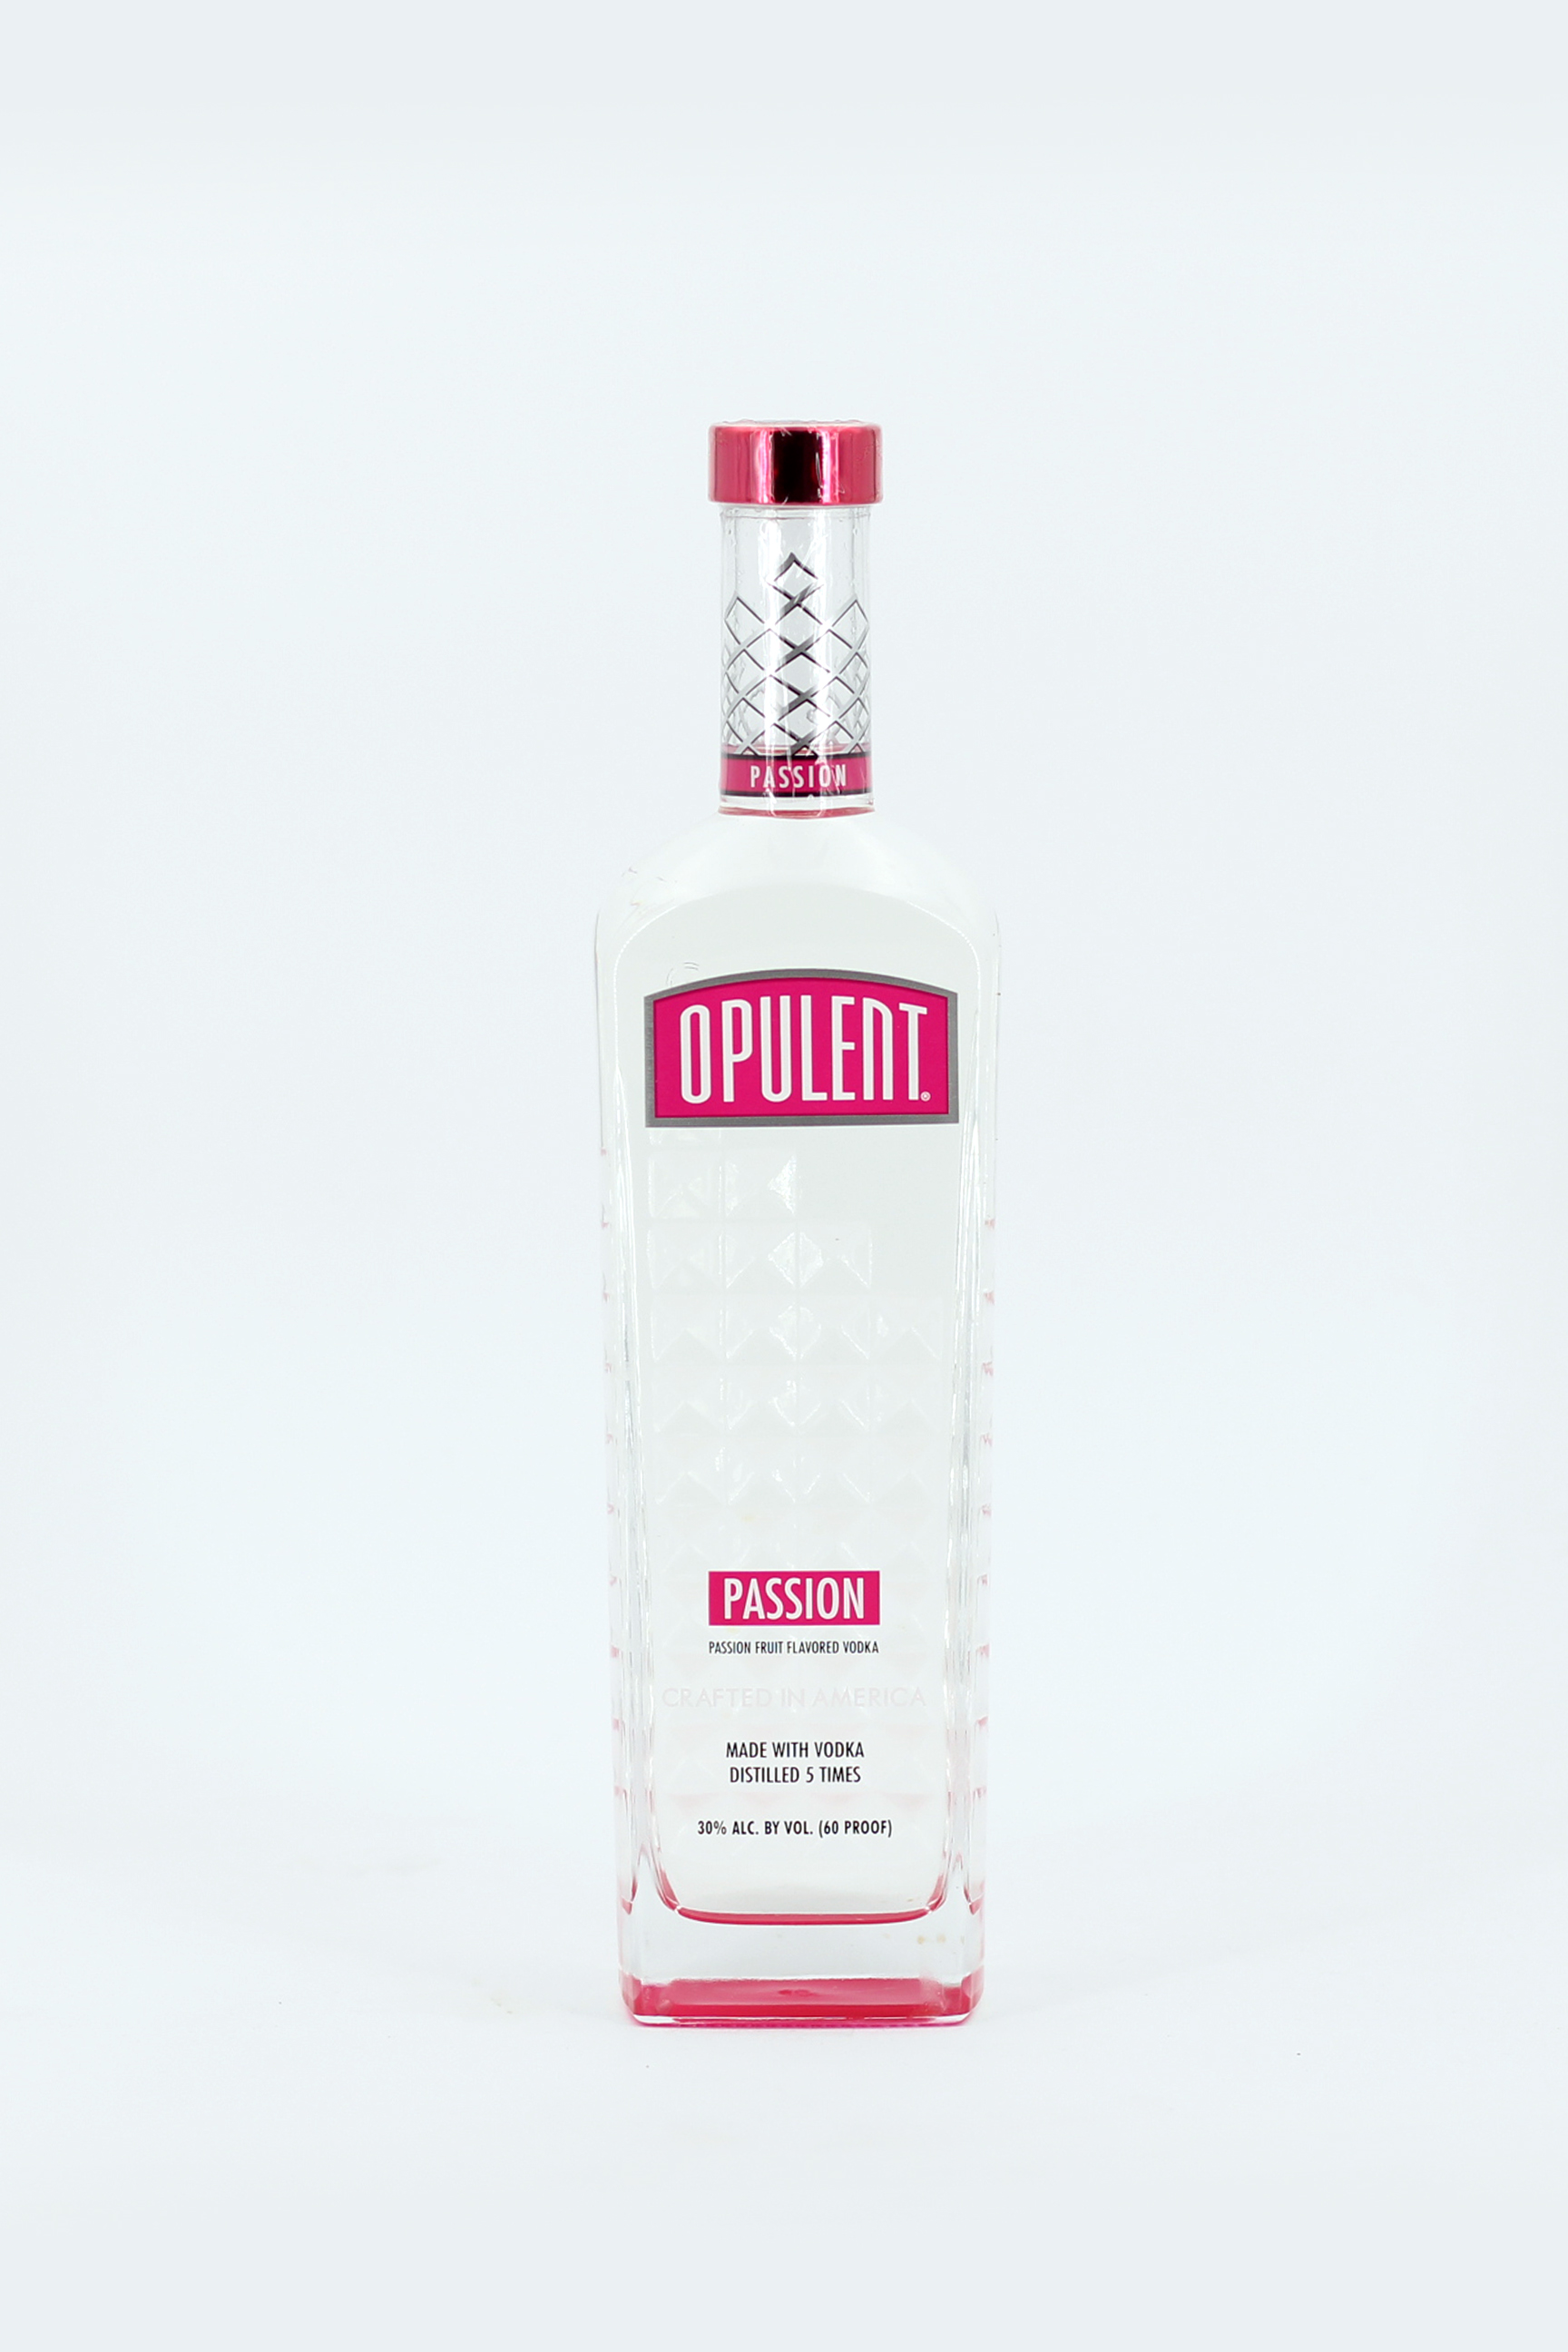 PASSION
OPULENT®
PASSION
PASSION FRUIT FLAVORED VODKA
CRAFTED IN AMERICA
MADE WITH VODKA
DISTILLED 5 TIMES
30% ALC. BY VOL. (60 PROOF)